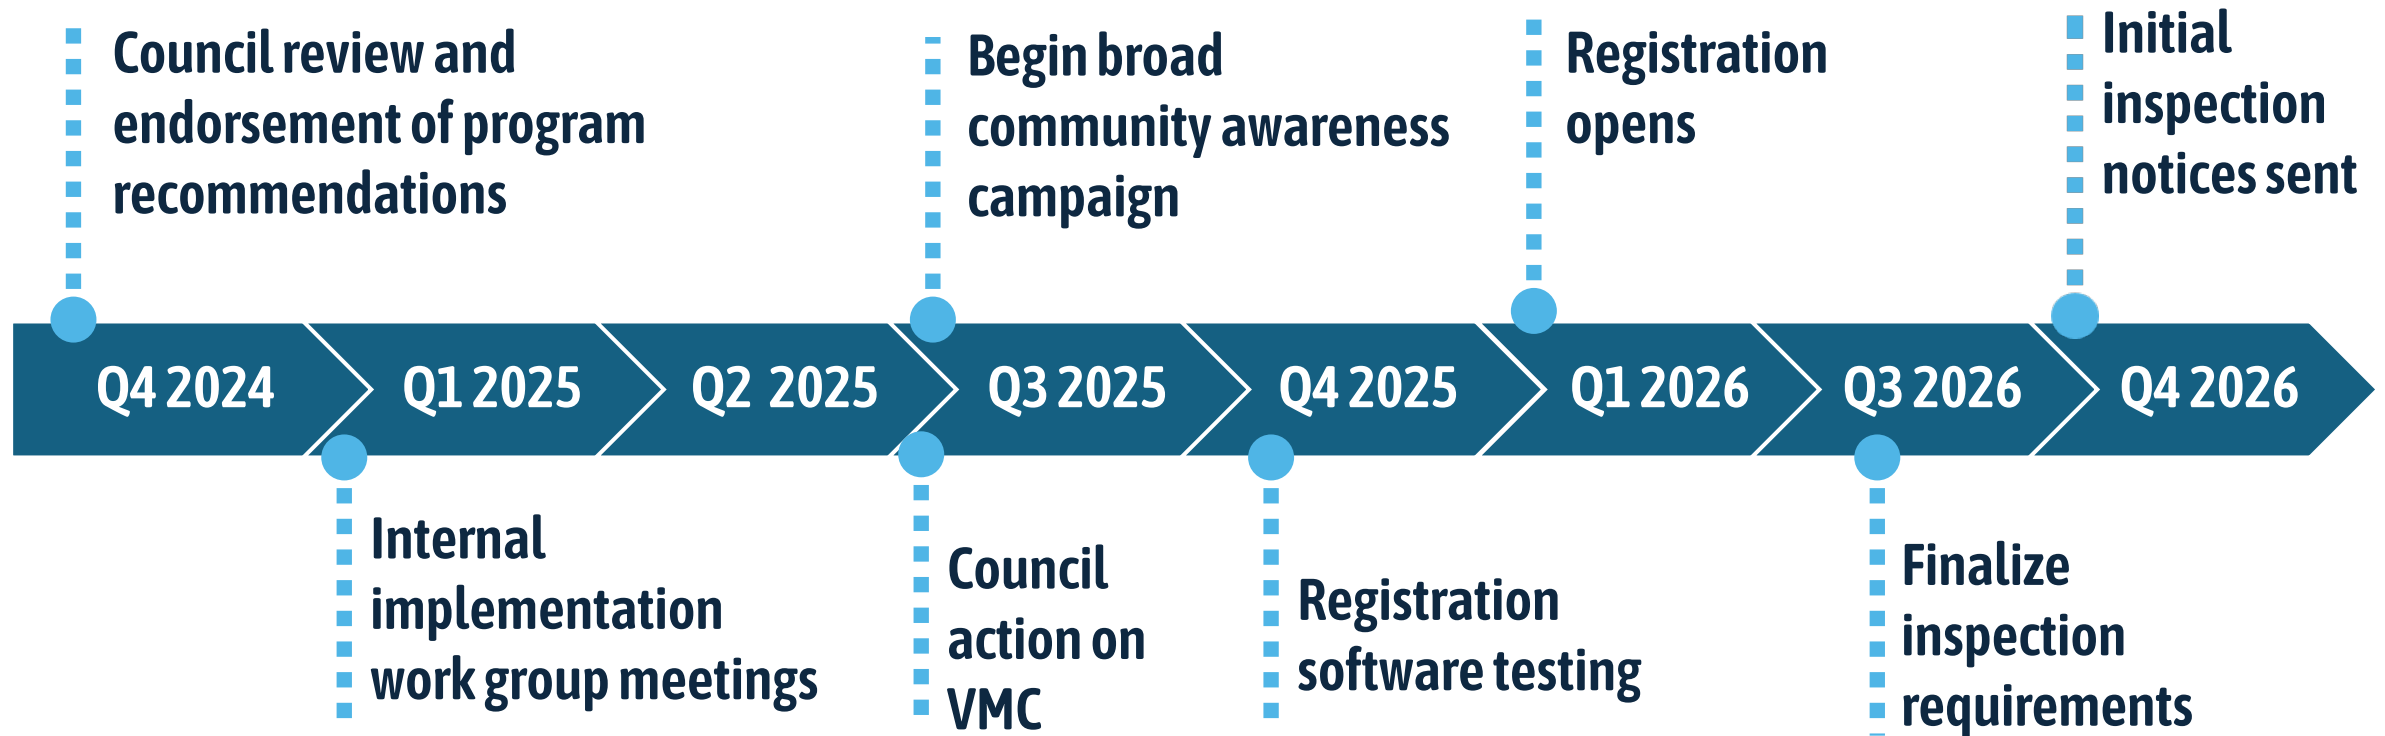 Council review and
endorsement of program
recommendations
Begin broad
community awareness
campaign
Registration
opens
Initial
inspection
notices sent
Q4 2024
Q1 2025
Q2 2025
Q3 2025
Q4 2025
Q1 2026
Q3 2026
Q4 2026
Internal
implementation
work group meetings
Council
action on
VMC
Registration
software testing
Finalize
inspection
requirements